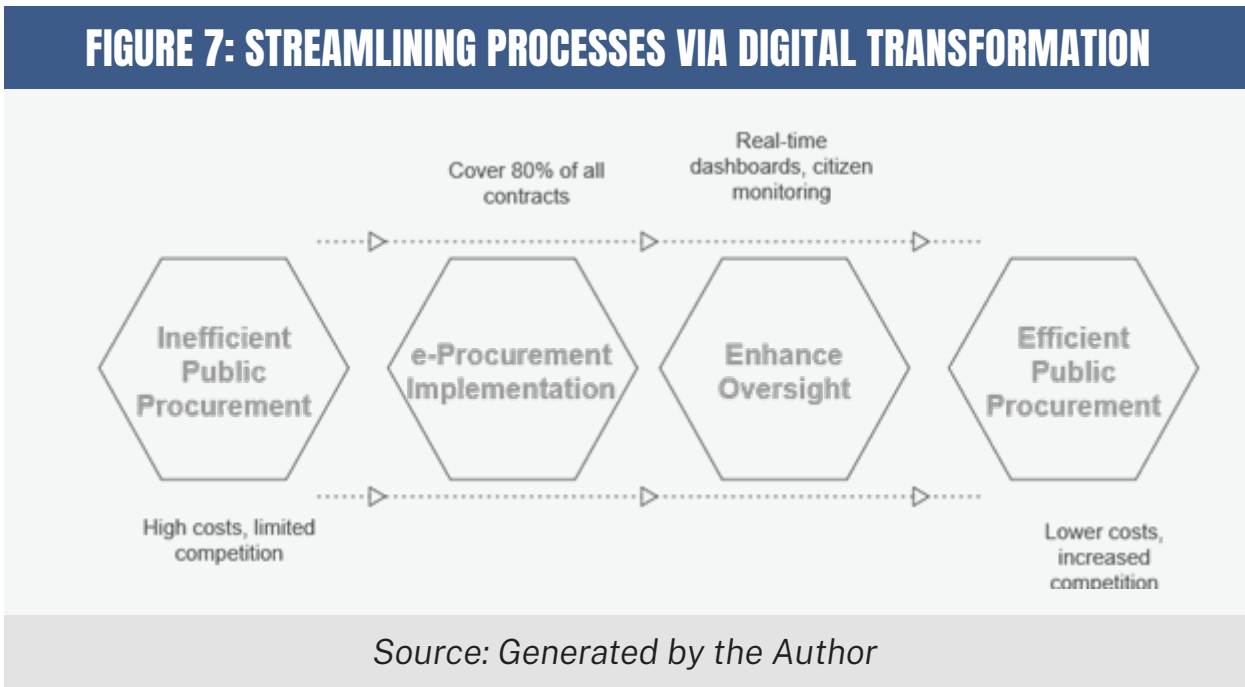 FIGURE 7: STREAMLINING PROCESSES VIA DIGITAL TRANSFORMATION
Cover 80% of all
contracts
Real-time
dashboards, citizen
monitoring
Inefficient
Public
Procurement
e-Procurement
Implementation
Enhance
Oversight
Efficient
Public
Procurement
High costs, limited
competition
Lower costs,
increased
competition
Source: Generated by the Author